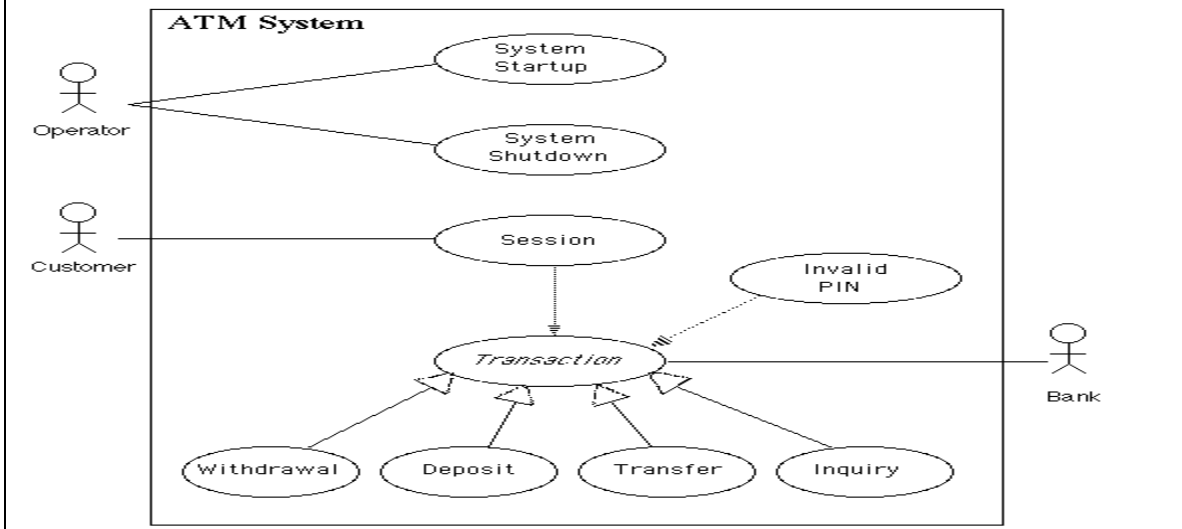 ATM System
System
Startup
Operator
System
Shutdown
Customer
Session
Invalid
PIN
Transaction
Bank
Withdrawal
Deposit
Transfer
Inquiry